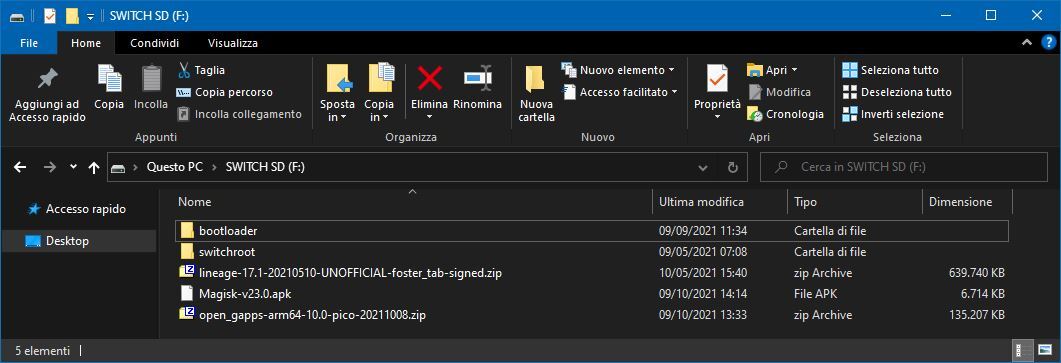 SWITCH SD (F:)
File Home Condividi Visualizza
Aggiungi ad Accesso rapido
Copia
Incolla
Taglia
Copia percorso
Incolla collegamento
Appunti
Sposta in
Copia in
Elimina
Rinomina
Organizza
Nuova cartella
Nuovo elemento
Accesso facilitato
Nuovo
Proprietà
Apri
Modifica
Cronologia
Apri
Seleziona tutto
Deseleziona tutto
Inverti selezione
Seleziona
Questo PC > SWITCH SD (F:)
Cerca in SWITCH SD (F:)
Accesso rapido
Desktop
Nome Ultima modifica Tipo Dimensione
bootloader 09/09/2021 11:34 Cartella di file
switchroot 09/05/2021 07:08 Cartella di file
lineage-17.1-20210510-UNOFFICIAL-foster_tab-signed.zip 10/05/2021 15:40 zip Archive 639.740 KB
Magisk-v23.0.apk 09/10/2021 14:14 File APK 6.714 KB
open_gapps-arm64-10.0-pico-20211008.zip 09/10/2021 13:33 zip Archive 135.207 KB
5 elementi